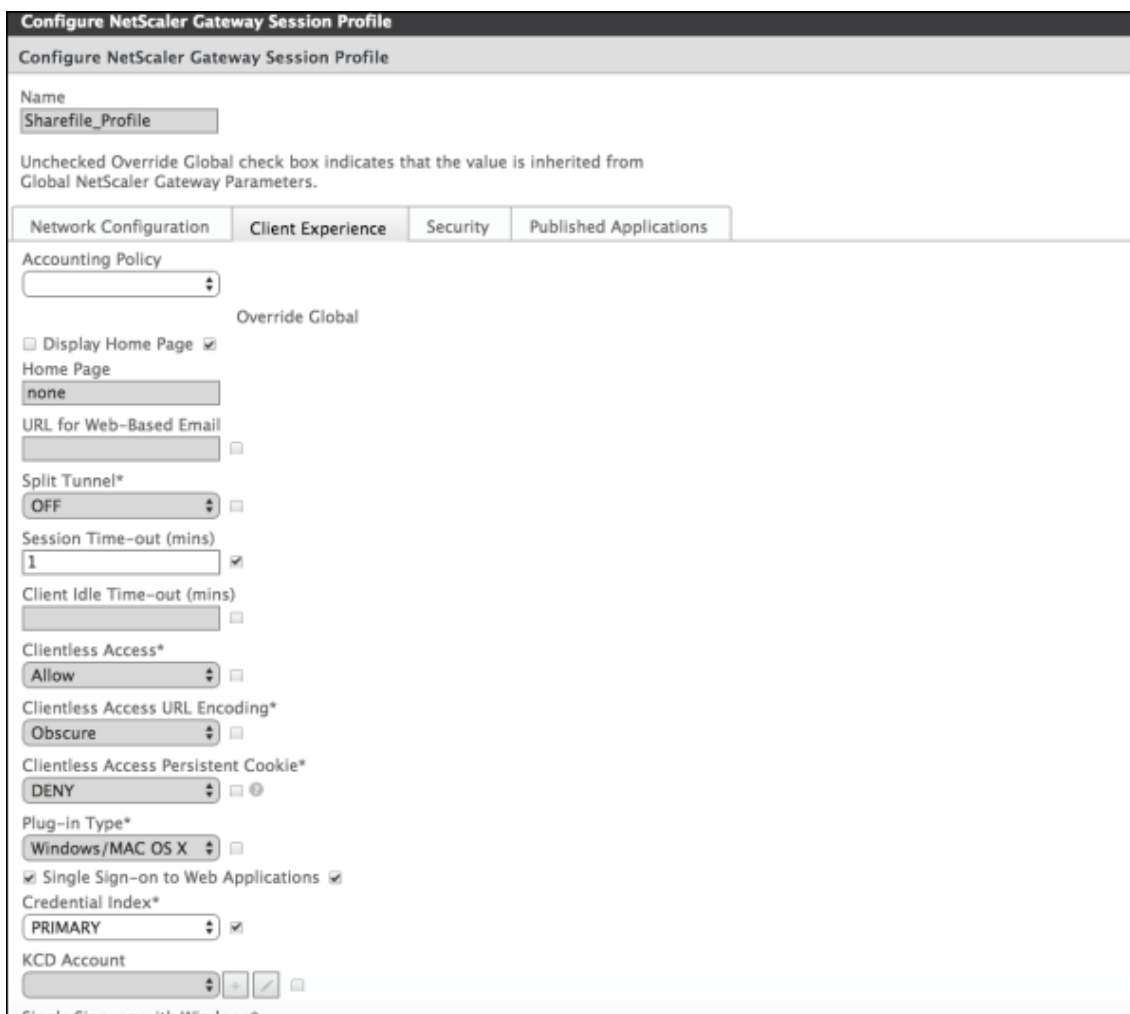 Configure NetScaler Gateway Session Profile
Configure NetScaler Gateway Session Profile
Name
Sharefile_Profile
Unchecked Override Global check box indicates that the value is inherited from
Global NetScaler Gateway Parameters.
Network Configuration Client Experience Security Published Applications
Accounting Policy
Override Global
Display Home Page
Home Page
none
URL for Web-Based Email
Split Tunnel*
OFF
Session Time-out (mins)
1
Client Idle Time-out (mins)
Clientless Access*
Allow
Clientless Access URL Encoding*
Obscure
Clientless Access Persistent Cookie*
DENY
Plug-in Type*
Windows/MAC OS X
Single Sign-on to Web Applications
Credential Index*
PRIMARY
KCD Account